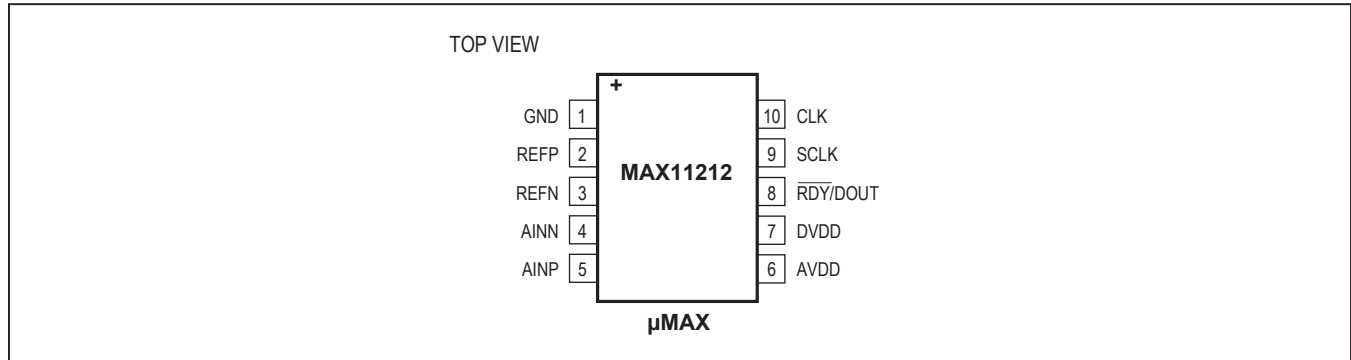 TOP VIEW
+
GND 1
REFP 2
REFN 3
AINN 4
AINP 5
MAX11212
10 CLK
9 SCLK
8 R̅D̅Y̅/DOUT
7 DVDD
6 AVDD
µMAX